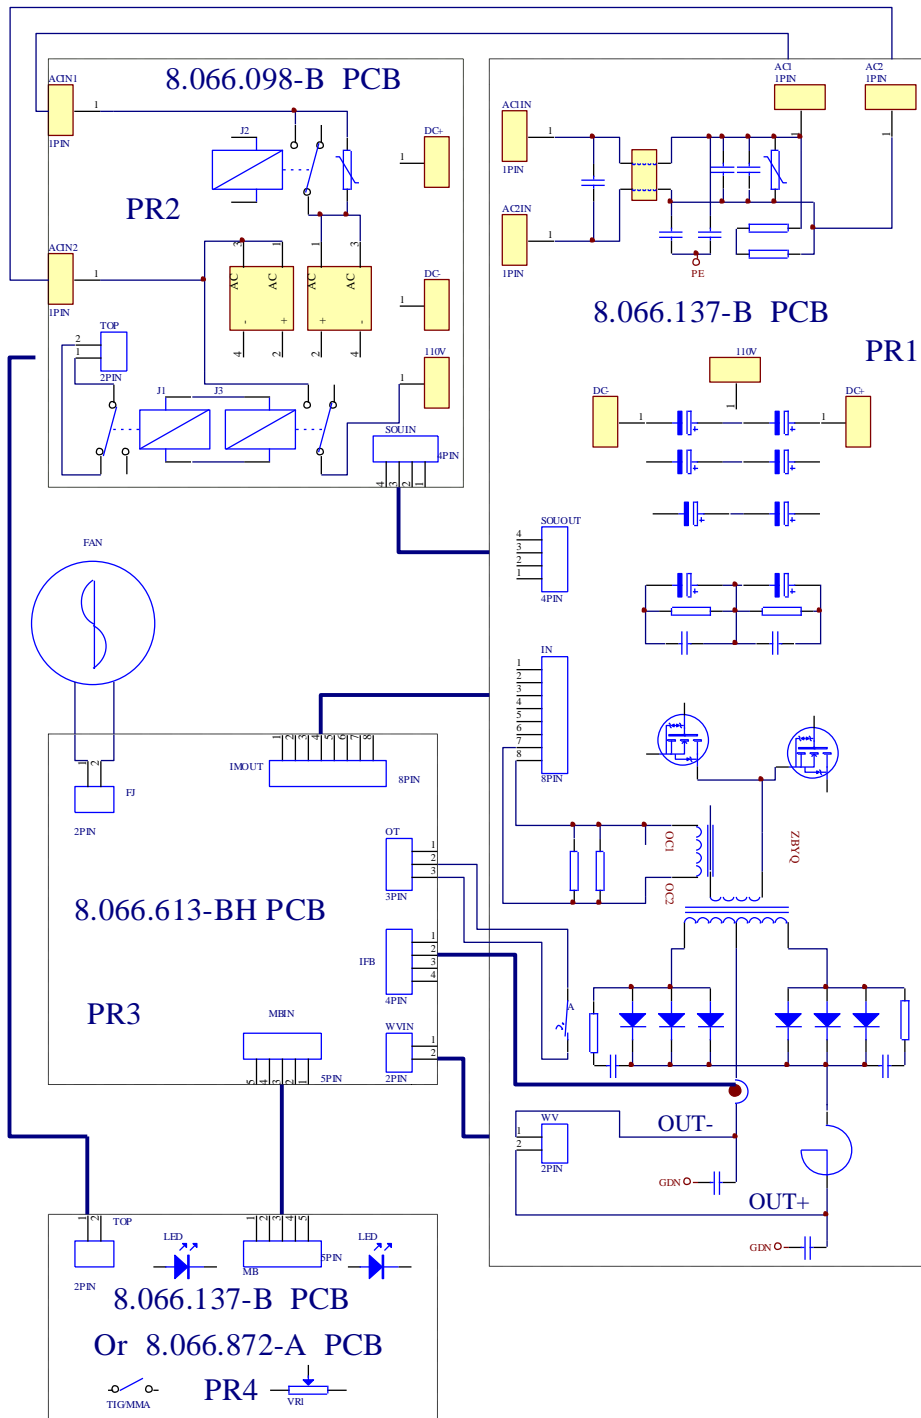 8.066.098-B PCB
ACIN1
1
1PIN
J2
DC+
1
PR2
ACIN2
1
1PIN
3
1
1
3
AC
AC
AC
AC
-
+
+
-
4
2
2
4
DC-
1
TOP
2
1
2PIN
110V
1
J1
J3
SOUIN
4PIN
4
3
2
1
AC1
1PIN
1
AC2
1PIN
1
AC1IN
1
1PIN
AC2IN
1
1PIN
PE
8.066.137-B PCB
PR1
110V
1
DC-
1
DC+
1
+
+
+
+
+
+
+
+
SOUOUT
4
3
2
1
4PIN
IN
1
2
3
4
5
6
7
8
8PIN
OC1
OC2
ZBYQ
A
OUT-
WV
1
2
2PIN
GDN
OUT+
GDN
FAN
1
2
FJ
2PIN
1
2
3
4
5
6
7
8
IMOUT
8PIN
OT
1
2
3
3PIN
8.066.613-BH PCB
IFB
1
2
3
4
4PIN
PR3
MBIN
5PIN
5
4
3
2
1
WVIN
1
2
2PIN
1
2
TOP
2PIN
LED
1
2
3
4
5
5PIN
MB
LED
8.066.137-B PCB
Or 8.066.872-A PCB
PR4
TIG/MMA
VR1